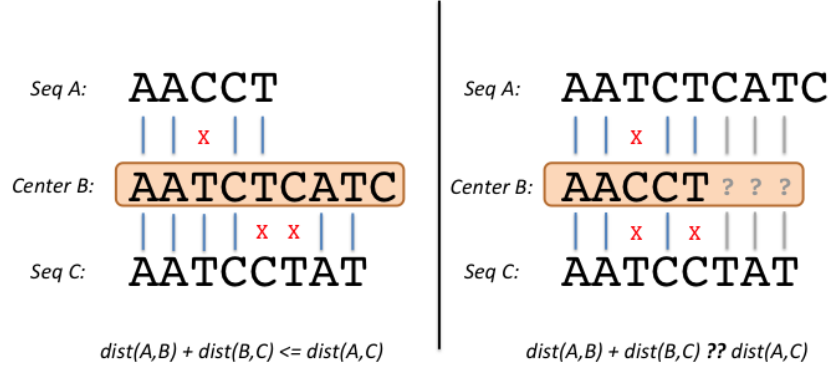 Seq A: AACCT
x
Center B: AATCTCATC
x x
Seq C: AATCCTAT
dist(A,B) + dist(B,C) <= dist(A,C)
Seq A: AATCTCATC
x
Center B: AACCT ? ? ?
x x
Seq C: AATCCTAT
dist(A,B) + dist(B,C) ?? dist(A,C)